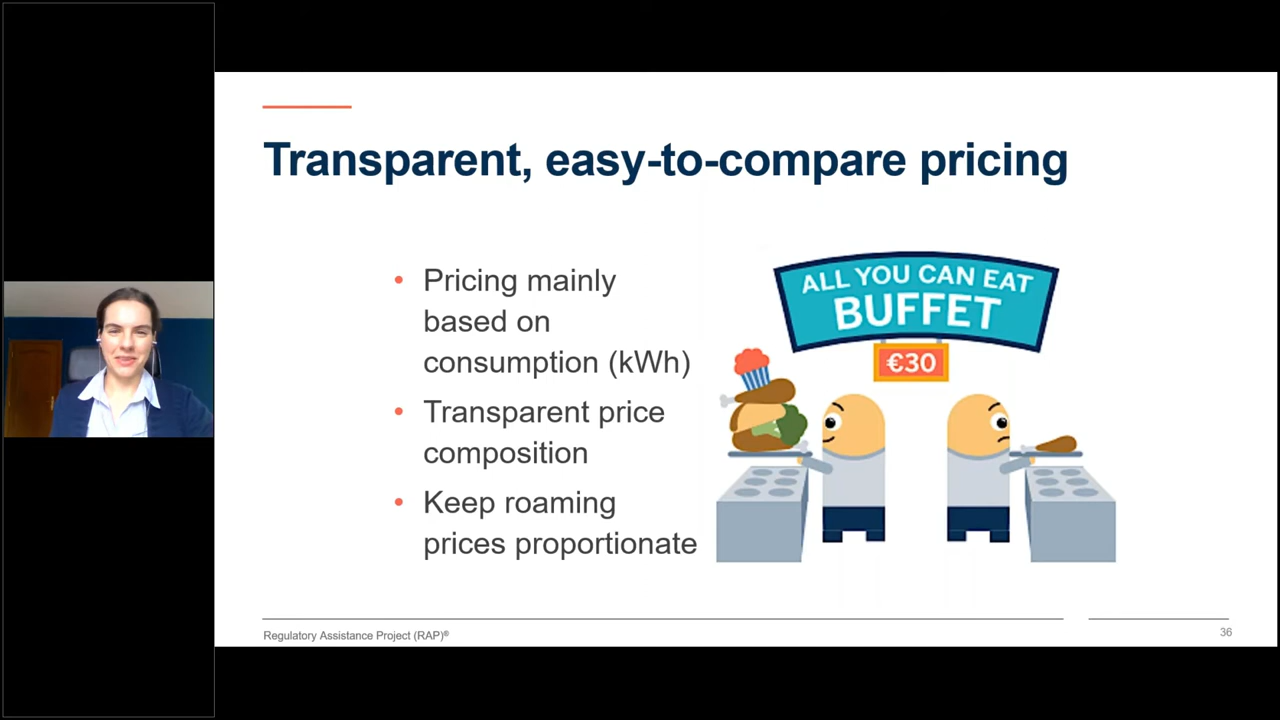 Transparent, easy-to-compare pricing
• Pricing mainly
based on
consumption (kWh)
• Transparent price
composition
• Keep roaming
prices proportionate
ALL YOU CAN EAT
BUFFET
€30
Regulatory Assistance Project (RAP)®
36